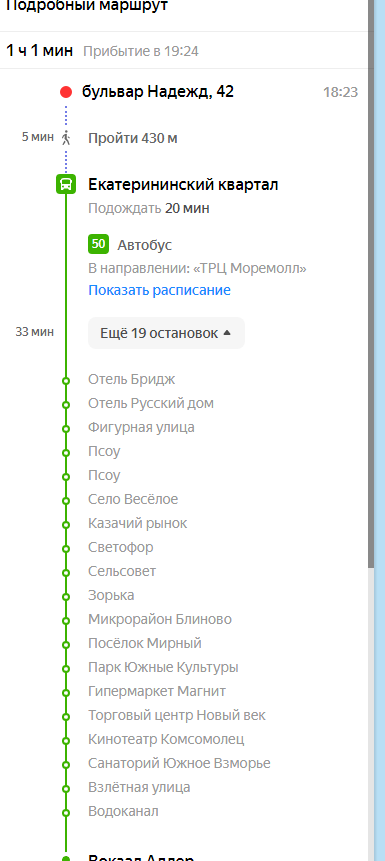 Подробный маршрут
1 ч 1 мин Прибытие в 19:24
бульвар Надежд, 42 18:23
5 мин Пройти 430 м
Екатерининский квартал
Подождать 20 мин
50 Автобус
В направлении: «ТРЦ Моремолл»
Показать расписание
33 мин Ещё 19 остановок
Отель Бридж
Отель Русский дом
Фигурная улица
Псоу
Псоу
Село Весёлое
Казачий рынок
Светофор
Сельсовет
Зорька
Микрорайон Блиново
Посёлок Мирный
Парк Южные Культуры
Гипермаркет Магнит
Торговый центр Новый век
Кинотеатр Комсомолец
Санаторий Южное Взморье
Взлётная улица
Водоканал
Вокзал Адлер